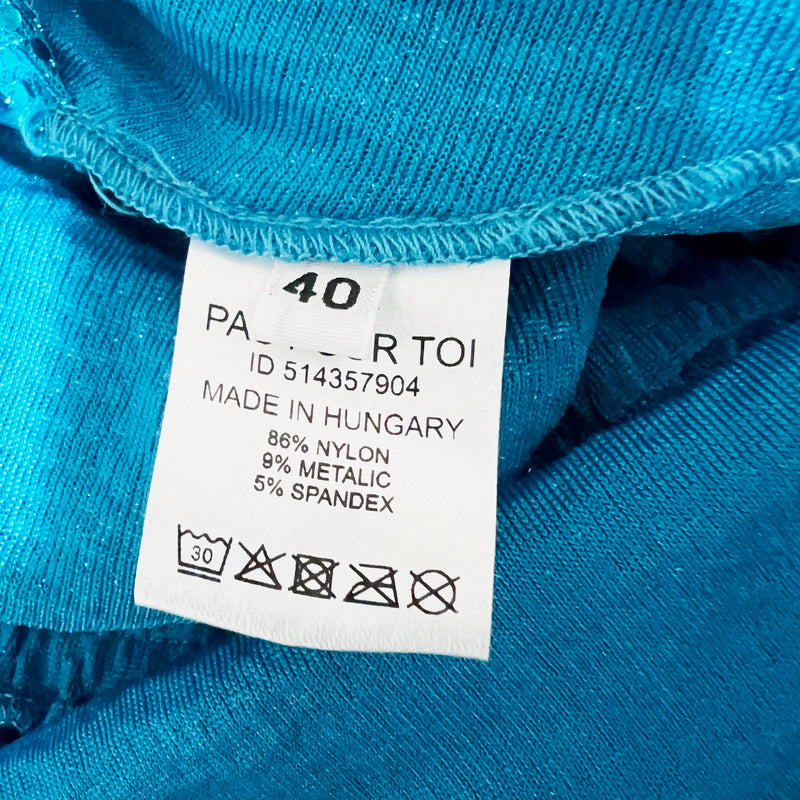 40
TOI
ID 514357904
MADE IN HUNGARY
86% NYLON
9% METALIC
5% SPANDEX
30